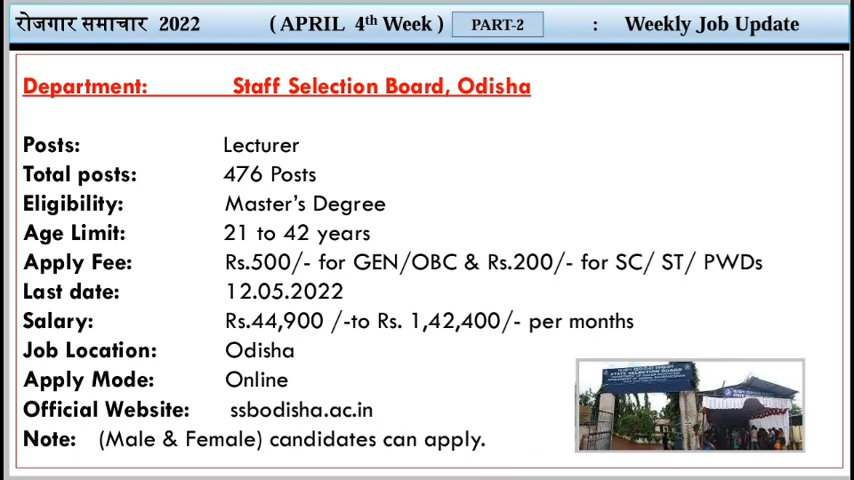 रोजगार समाचार 2022 ( APRIL 4th Week ) PART-2 : Weekly Job Update
Department: Staff Selection Board, Odisha
Posts: Lecturer
Total posts: 476 Posts
Eligibility: Master's Degree
Age Limit: 21 to 42 years
Apply Fee: Rs.500/- for GEN/OBC & Rs.200/- for SC/ ST/ PWDs
Last date: 12.05.2022
Salary: Rs.44,900 /-to Rs. 1,42,400/- per months
Job Location: Odisha
Apply Mode: Online
Official Website: ssbodisha.ac.in
Note: (Male & Female) candidates can apply.
STATE SELECTION BOARD